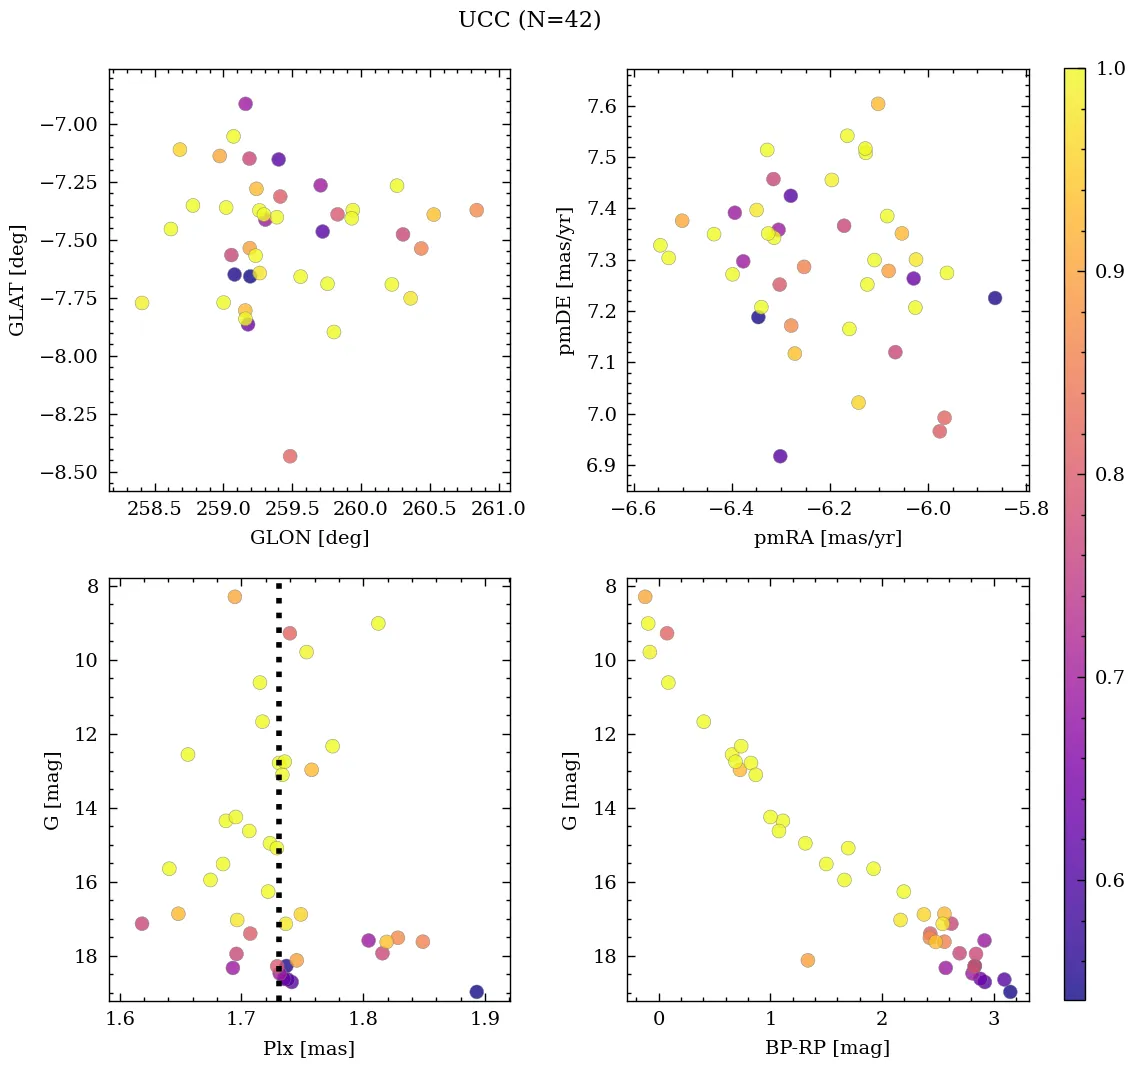 UCC (N=42)
−7.00
−7.25
−7.50
−7.75
−8.00
−8.25
−8.50
GLAT [deg]
258.5 259.0 259.5 260.0 260.5 261.0
GLON [deg]
7.6
7.5
7.4
7.3
7.2
7.1
7.0
6.9
pmDE [mas/yr]
−6.6 −6.4 −6.2 −6.0 −5.8
pmRA [mas/yr]
8
10
12
14
16
18
G [mag]
1.6 1.7 1.8 1.9
Plx [mas]
8
10
12
14
16
18
G [mag]
0 1 2 3
BP-RP [mag]
1.0
0.9
0.8
0.7
0.6